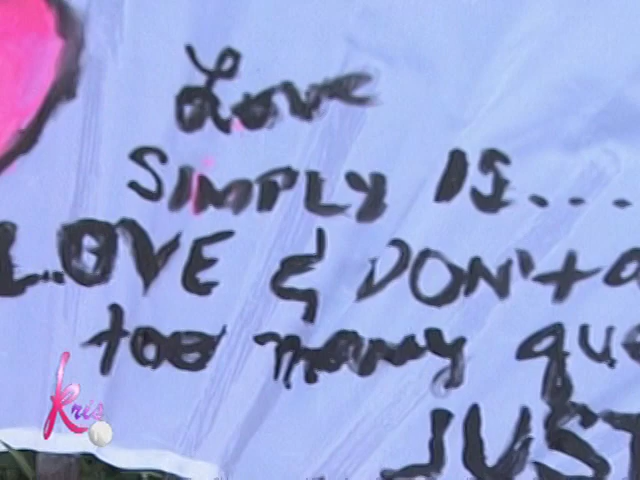 Love
SIMPLY IS...
LOVE & DON'T
too many
JUST
Kris